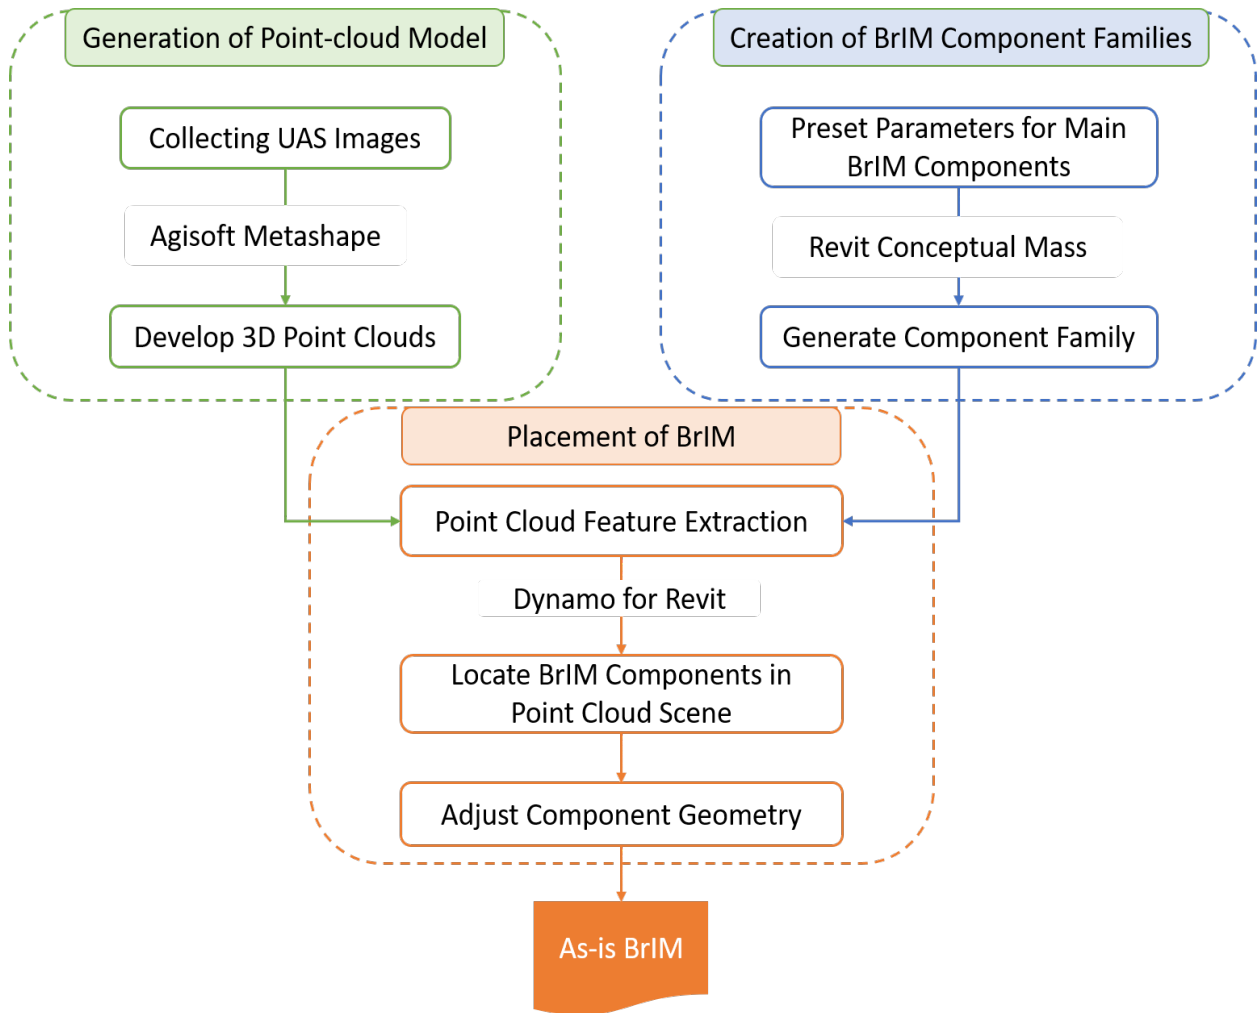 Generation of Point-cloud Model
Collecting UAS Images
Agisoft Metashape
Develop 3D Point Clouds
Creation of BrIM Component Families
Preset Parameters for Main
BrIM Components
Revit Conceptual Mass
Generate Component Family
Placement of BrIM
Point Cloud Feature Extraction
Dynamo for Revit
Locate BrIM Components in
Point Cloud Scene
Adjust Component Geometry
As-is BrIM